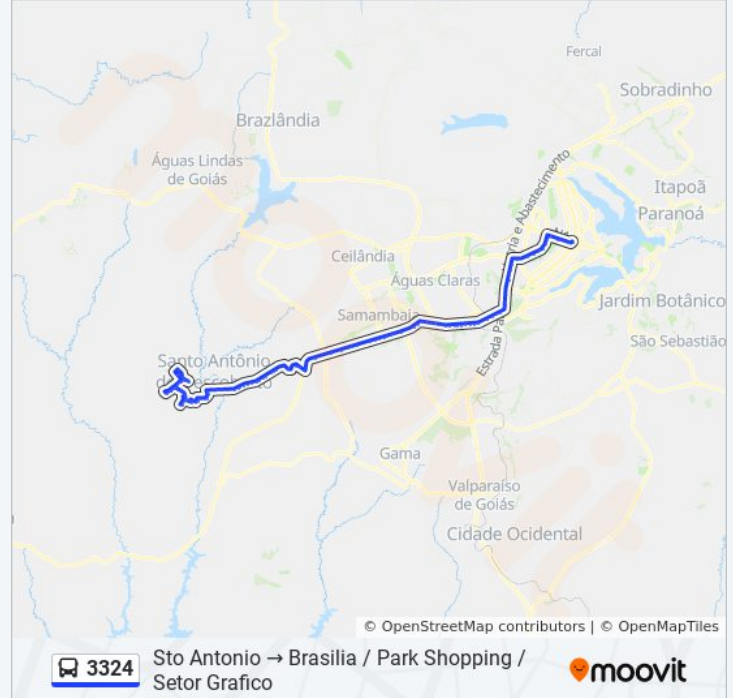 Fercal
Sobradinho
Brazlândia
Águas Lindas
de Goiás
Itapoã
Paranoá
Ceilândia
Águas Claras
Samambaia
Jardim Botânico
São Sebastião
Santo Antônio
Gama
Valparaíso
de Goiás
Cidade Ocidental
© OpenStreetMap contributors | © OpenMapTiles
3324
Sto Antonio → Brasilia / Park Shopping /
Setor Grafico
moovit